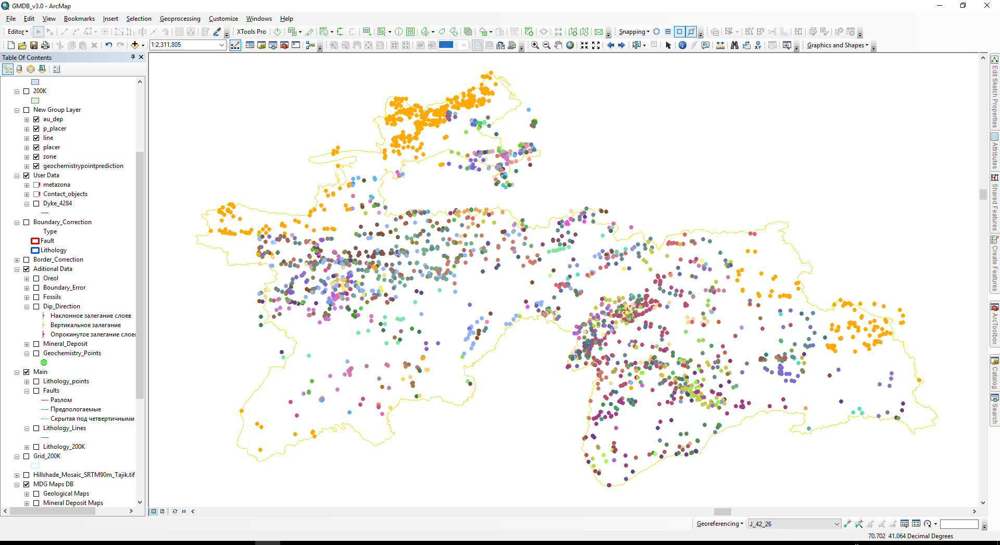 GMDB_v3.0 - ArcMap
File Edit View Bookmarks Insert Selection Geoprocessing Customize Windows Help
Editor XTools Pro Snapping
1:2,311,805 100% Graphics and Shapes
Table Of Contents
200K
New Group Layer
au_dep
p_placer
line
placer
zone
geochemistrypointprediction
User Data
metazona
Contact_objects
Dyke_4284
Boundary_Correction
Type
Fault
Lithology
Border_Correction
Aditional Data
Oreol
Boundary_Error
Fossils
Dip_Direction
Наклонное залегание слоев
Вертикальное залегание
Опрокинутое залегание слое
Mineral_Deposit
Geochemistry_Points
Main
Lithology_points
Faults
Разлом
Предпологаемые
Скрытая под четвертичными
Lithology_Lines
Lithology_200K
Grid_200K
Hillshade_Mosaic_SRTM90m_Tajik.tif
MDG Maps DB
Geological Maps
Mineral Deposit Maps
Edit Sketch Properties
Attributes
Shared Features
Create Features
ArcToolbox
Catalog
Search
Georeferencing J_42_26
70.702 41.064 Decimal Degrees